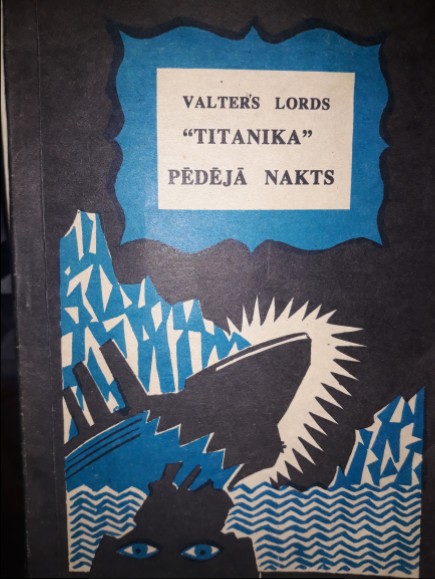 VALTERS LORDS
“TITANIKA”
PĒDĒJĀ NAKTS